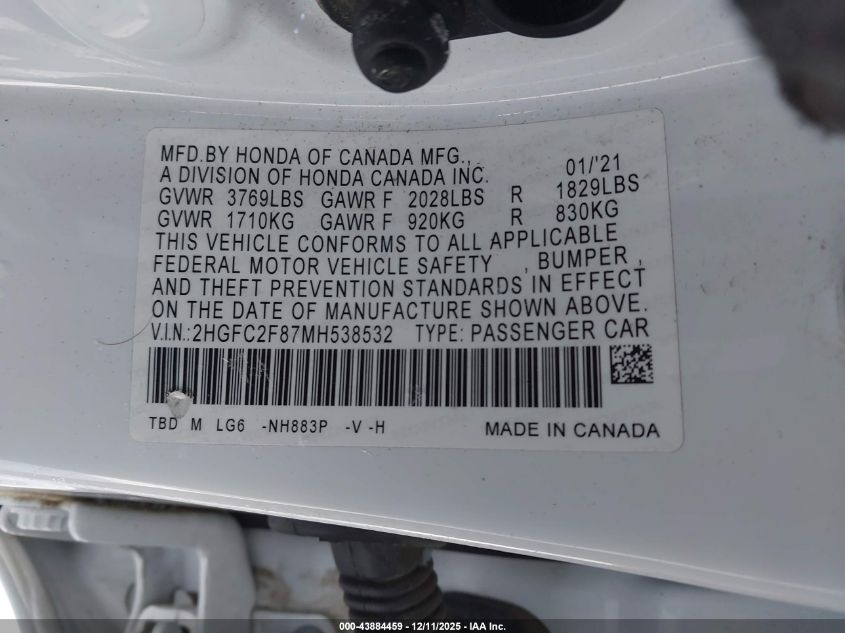 MFD.BY HONDA OF CANADA MFG.,
A DIVISION OF HONDA CANADA INC. 01/'21
GVWR 3769LBS GAWR F 2028LBS R 1829LBS
GVWR 1710KG GAWR F 920KG R 830KG
THIS VEHICLE CONFORMS TO ALL APPLICABLE
FEDERAL MOTOR VEHICLE SAFETY , BUMPER ,
AND THEFT PREVENTION STANDARDS IN EFFECT
ON THE DATE OF MANUFACTURE SHOWN ABOVE.
V.I.N.:2HGFC2F87MH538532 TYPE: PASSENGER CAR
TBD M LG6 -NH883P -V -H MADE IN CANADA
000-43884459 - 12/11/2025 - IAA Inc.